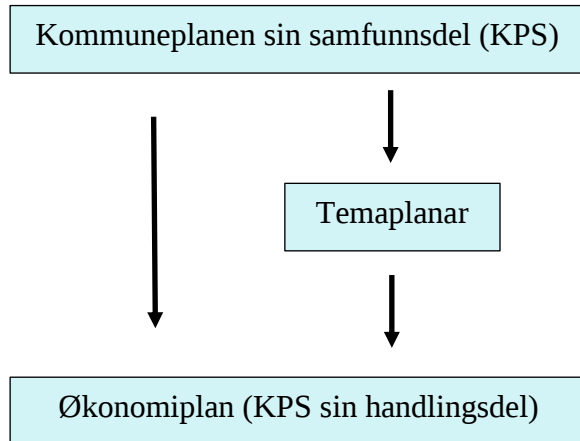 Kommuneplanen sin samfunnsdel (KPS)
Temaplanar
Økonomiplan (KPS sin handlingsdel)